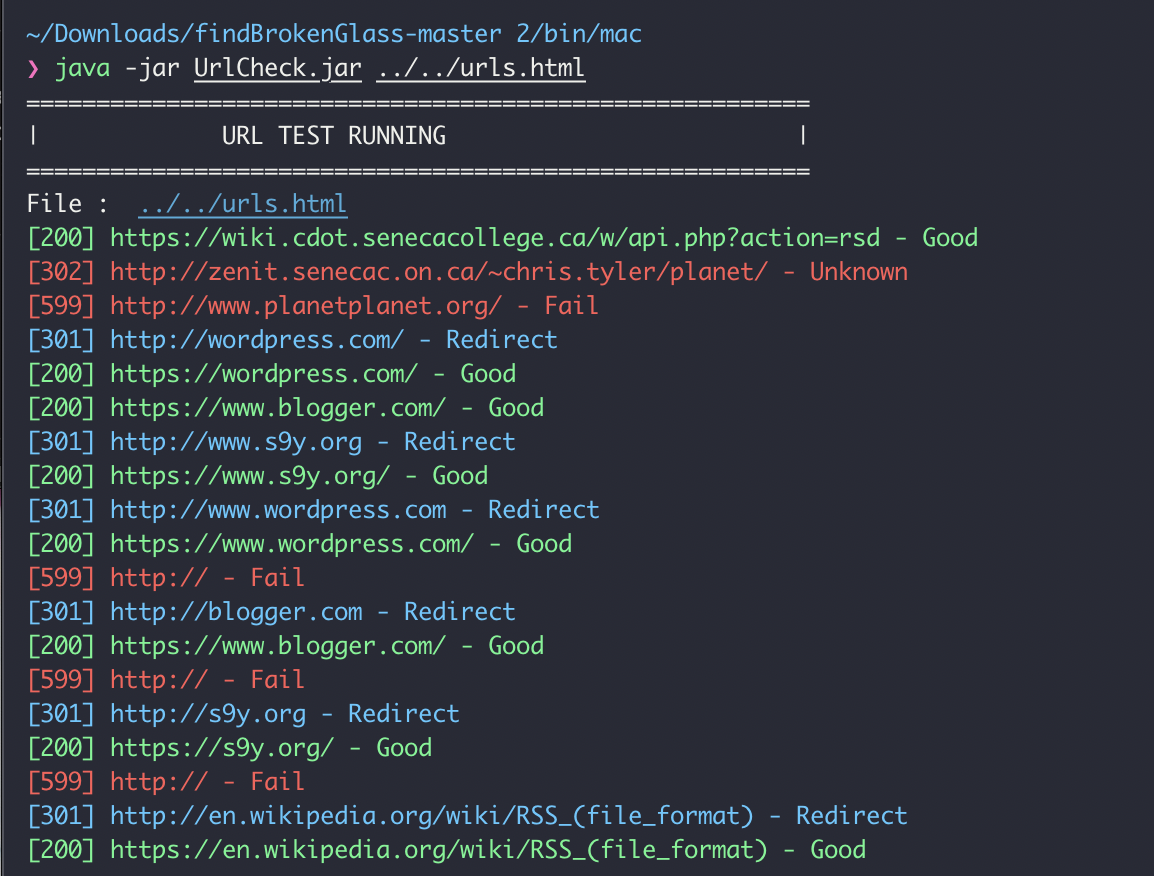 ~/Downloads/findBrokenGlass-master 2/bin/mac
❯ java -jar UrlCheck.jar ../../urls.html
========================================================
|             URL TEST RUNNING                         |
========================================================
File :  ../../urls.html
[200] https://wiki.cdot.senecacollege.ca/w/api.php?action=rsd - Good
[302] http://zenit.senecac.on.ca/~chris.tyler/planet/ - Unknown
[599] http://www.planetplanet.org/ - Fail
[301] http://wordpress.com/ - Redirect
[200] https://wordpress.com/ - Good
[200] https://www.blogger.com/ - Good
[301] http://www.s9y.org - Redirect
[200] https://www.s9y.org/ - Good
[301] http://www.wordpress.com - Redirect
[200] https://www.wordpress.com/ - Good
[599] http:// - Fail
[301] http://blogger.com - Redirect
[200] https://www.blogger.com/ - Good
[599] http:// - Fail
[301] http://s9y.org - Redirect
[200] https://s9y.org/ - Good
[599] http:// - Fail
[301] http://en.wikipedia.org/wiki/RSS_(file_format) - Redirect
[200] https://en.wikipedia.org/wiki/RSS_(file_format) - Good